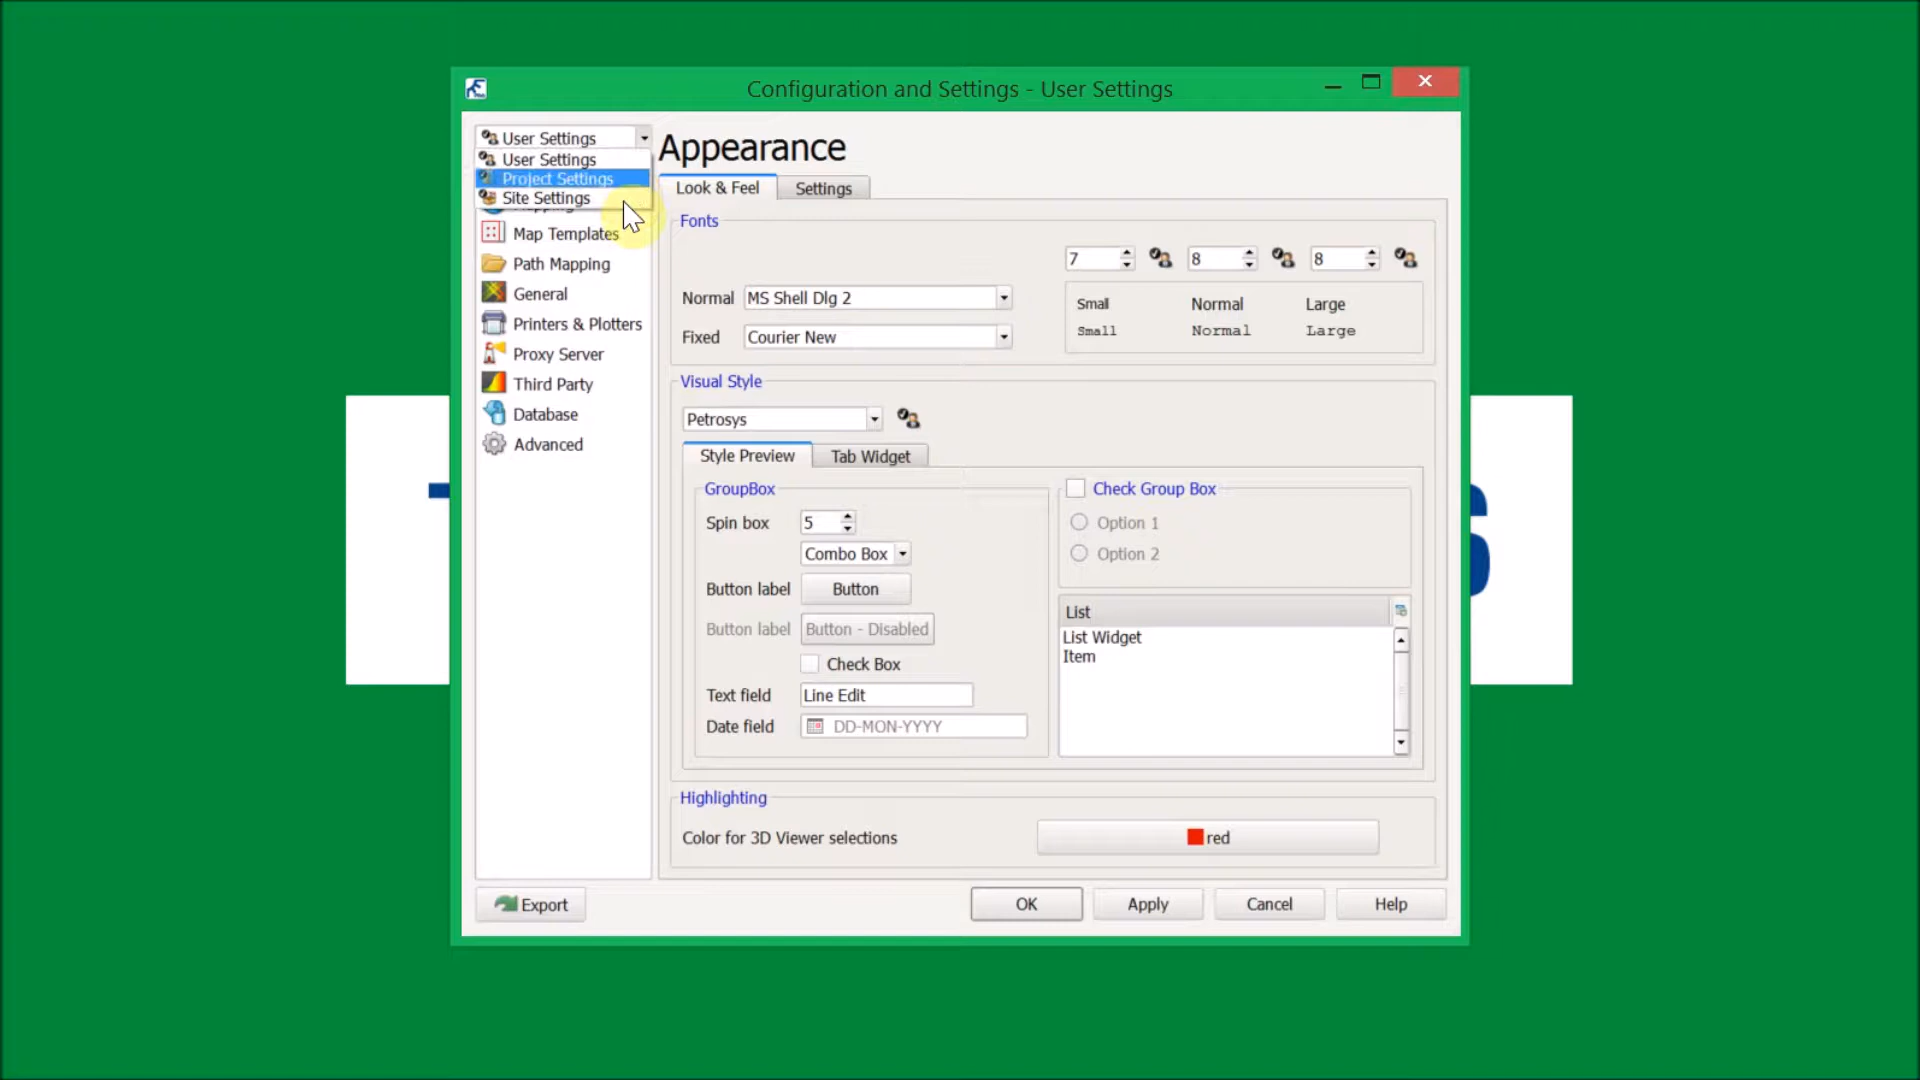 Configuration and Settings - User Settings
User Settings
User Settings
Project Settings
Site Settings
Mapping
Map Templates
Path Mapping
General
Printers & Plotters
Proxy Server
Third Party
Database
Advanced
Appearance
Look & Feel Settings
Fonts
7 8 8
Normal MS Shell Dlg 2
Small Normal Large
Fixed Courier New
Small Normal Large
Visual Style
Petrosys
Style Preview Tab Widget
GroupBox
Spin box 5
Combo Box
Button label Button
Button label Button - Disabled
Check Box
Text field Line Edit
Date field DD-MON-YYYY
Check Group Box
Option 1
Option 2
List
List Widget
Item
Highlighting
Color for 3D Viewer selections red
Export OK Apply Cancel Help